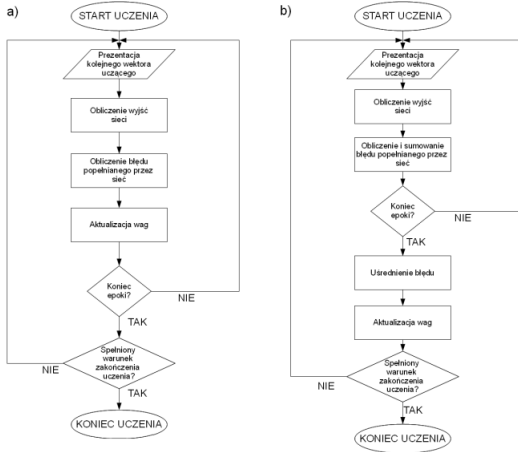 a)
START UCZENIA
Prezentacja
kolejnego wektora
uczącego
Obliczenie wyjść
sieci
Obliczenie błędu
popełnianego przez
sieć
Aktualizacja wag
Koniec
epoki?
NIE
TAK
Spełniony
warunek
zakończenia
uczenia?
NIE
TAK
KONIEC UCZENIA
b)
START UCZENIA
Prezentacja
kolejnego wektora
uczącego
Obliczenie wyjść
sieci
Obliczenie i sumowanie
błędu popełnianego przez
sieć
Koniec
epoki?
NIE
TAK
Uśrednienie błędu
Aktualizacja wag
Spełniony
warunek
zakończenia
uczenia?
NIE
TAK
KONIEC UCZENIA